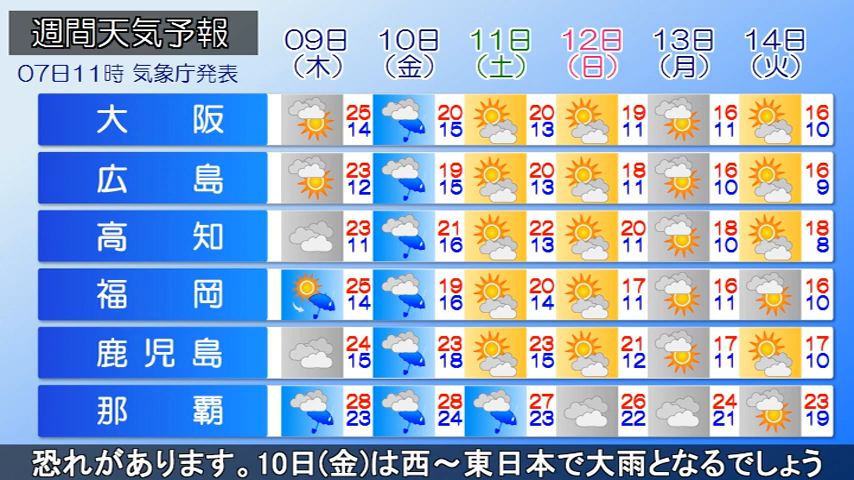 週間天気予報
07日11時 気象庁発表
09日 10日 11日 12日 13日 14日
(木) (金) (土) (日) (月) (火)
大阪 25 14 20 15 20 13 19 11 16 11 16 10
広島 23 12 19 15 20 13 18 11 16 10 16 9
高知 23 11 21 16 22 13 20 11 18 10 18 8
福岡 25 14 19 16 20 14 17 11 16 11 16 10
鹿児島 24 15 23 18 23 15 21 12 17 11 17 10
那覇 28 23 28 24 27 23 26 22 24 21 23 19
恐れがあります。10日(金)は西～東日本で大雨となるでしょう